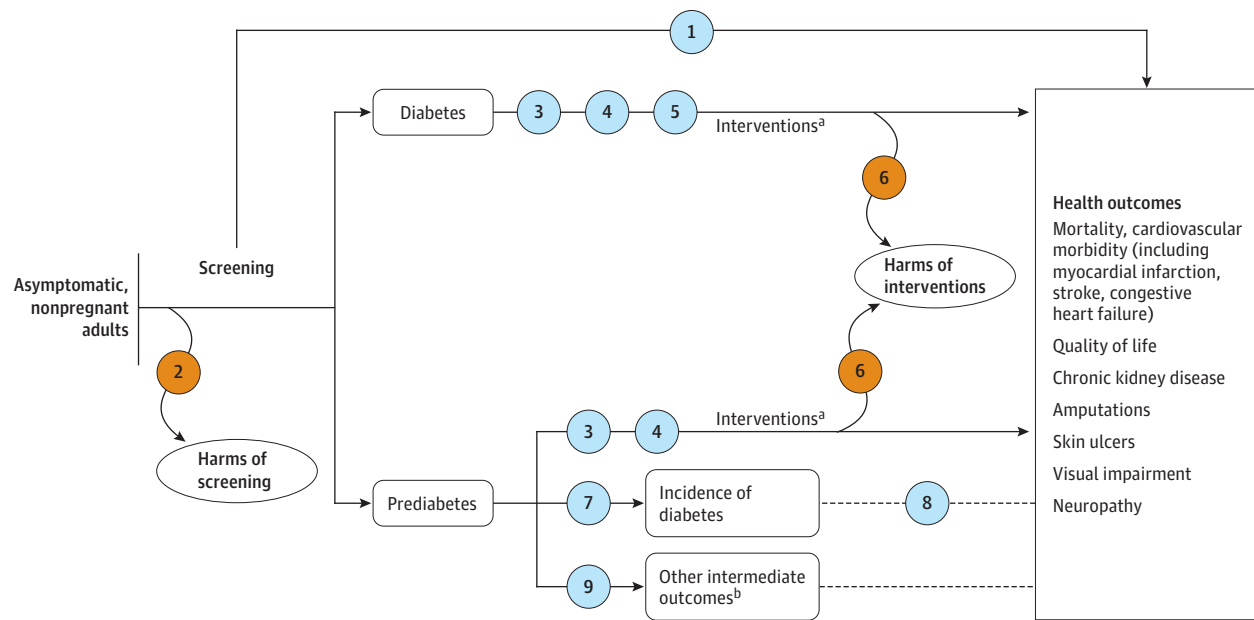 1
Diabetes
3
4
5
Interventionsa
6
Asymptomatic,
nonpregnant
adults
Screening
2
Harms of
screening
Harms of
interventions
6
3
4
Interventionsa
Prediabetes
7
Incidence of
diabetes
8
9
Other intermediate
outcomesb
Health outcomes
Mortality, cardiovascular
morbidity (including
myocardial infarction,
stroke, congestive
heart failure)
Quality of life
Chronic kidney disease
Amputations
Skin ulcers
Visual impairment
Neuropathy